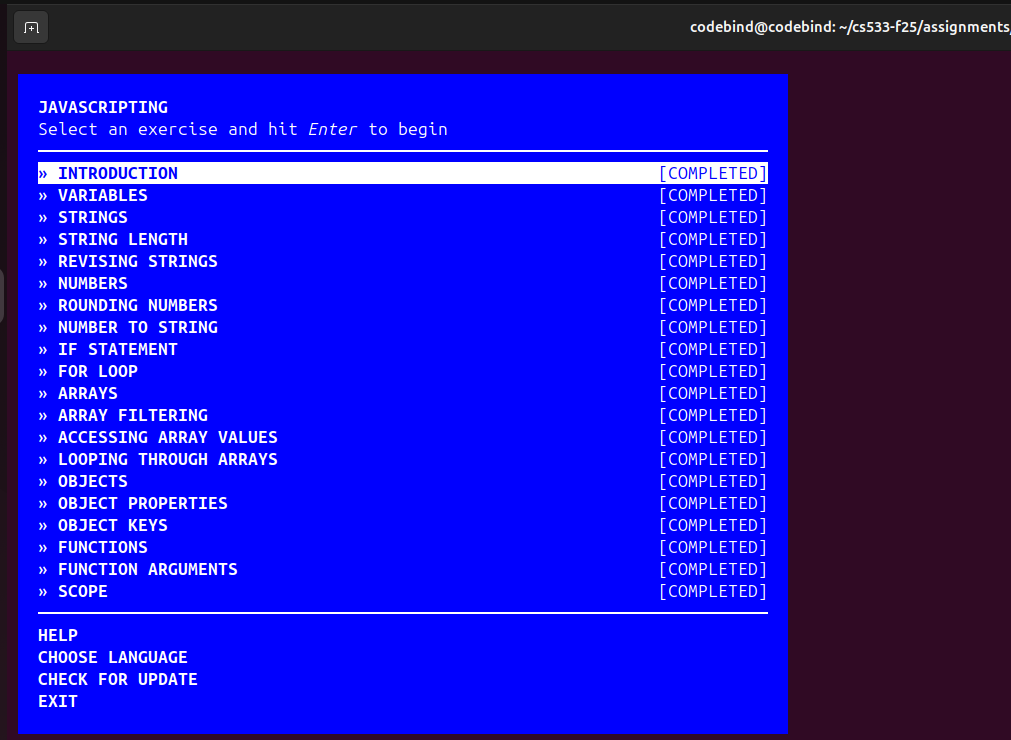 codebind@codebind: ~/cs533-f25/assignments/
JAVASCRIPTING
Select an exercise and hit Enter to begin
» INTRODUCTION [COMPLETED]
» VARIABLES [COMPLETED]
» STRINGS [COMPLETED]
» STRING LENGTH [COMPLETED]
» REVISING STRINGS [COMPLETED]
» NUMBERS [COMPLETED]
» ROUNDING NUMBERS [COMPLETED]
» NUMBER TO STRING [COMPLETED]
» IF STATEMENT [COMPLETED]
» FOR LOOP [COMPLETED]
» ARRAYS [COMPLETED]
» ARRAY FILTERING [COMPLETED]
» ACCESSING ARRAY VALUES [COMPLETED]
» LOOPING THROUGH ARRAYS [COMPLETED]
» OBJECTS [COMPLETED]
» OBJECT PROPERTIES [COMPLETED]
» OBJECT KEYS [COMPLETED]
» FUNCTIONS [COMPLETED]
» FUNCTION ARGUMENTS [COMPLETED]
» SCOPE [COMPLETED]
HELP
CHOOSE LANGUAGE
CHECK FOR UPDATE
EXIT